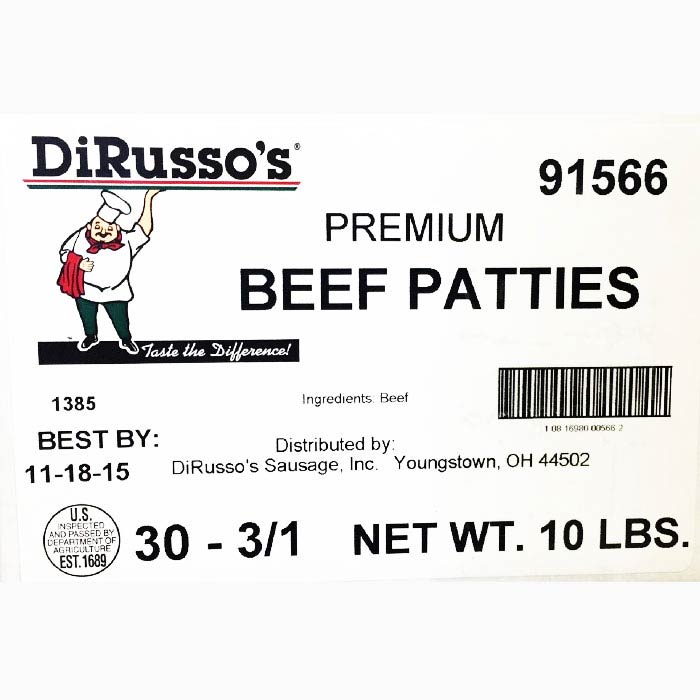 DiRusso's®
91566
PREMIUM
BEEF PATTIES
Taste the Difference!
1385
Ingredients: Beef
1 08 16980 00566 2
BEST BY:
11-18-15
Distributed by:
DiRusso's Sausage, Inc. Youngstown, OH 44502
U.S.
INSPECTED
AND PASSED BY
DEPARTMENT OF
AGRICULTURE
EST.1689
30 - 3/1
NET WT. 10 LBS.